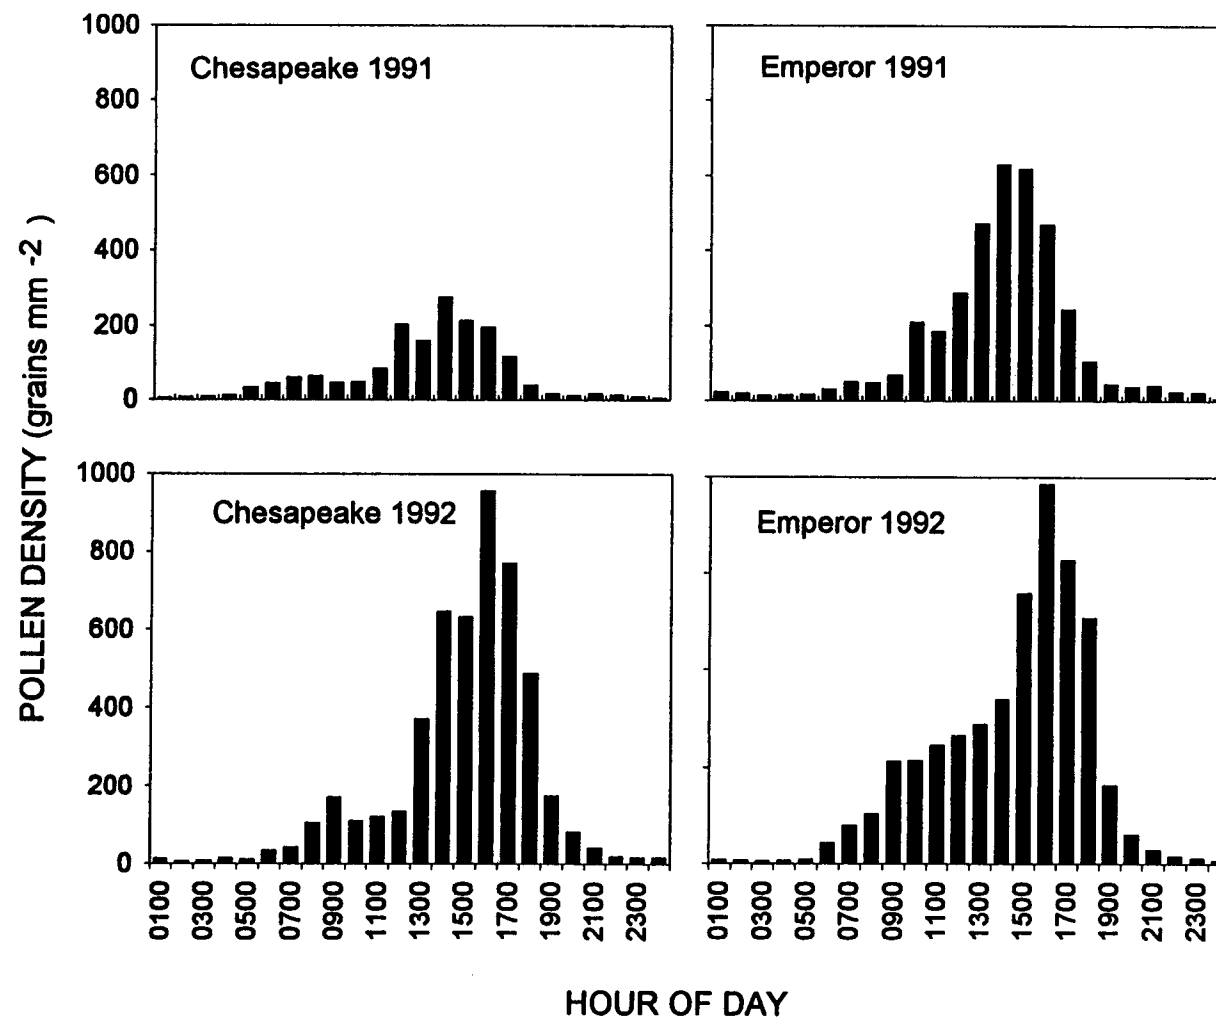 1000
800
600
400
200
0
Chesapeake 1991
Emperor 1991
POLLEN DENSITY (grains mm -2 )
1000
800
600
400
200
0
Chesapeake 1992
Emperor 1992
0100 0300 0500 0700 0900 1100 1300 1500 1700 1900 2100 2300
0100 0300 0500 0700 0900 1100 1300 1500 1700 1900 2100 2300
HOUR OF DAY